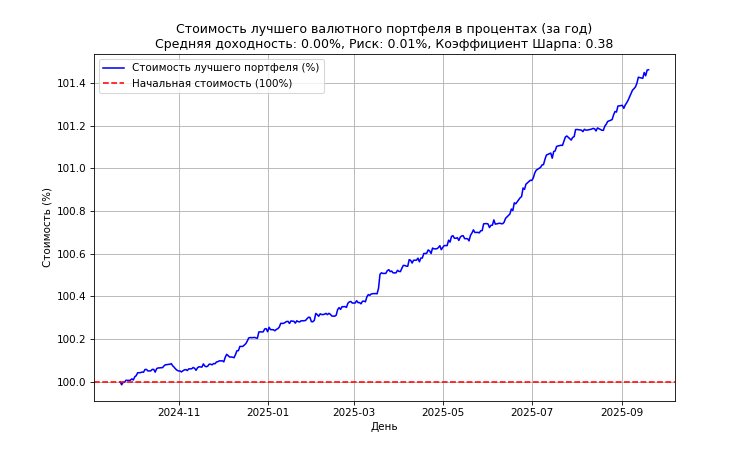 Стоимость лучшего валютного портфеля в процентах (за год)
Средняя доходность: 0.00%, Риск: 0.01%, Коэффициент Шарпа: 0.38
Стоимость лучшего портфеля (%)
Начальная стоимость (100%)
Стоимость (%)
101.4
101.2
101.0
100.8
100.6
100.4
100.2
100.0
2024-11
2025-01
2025-03
2025-05
2025-07
2025-09
День